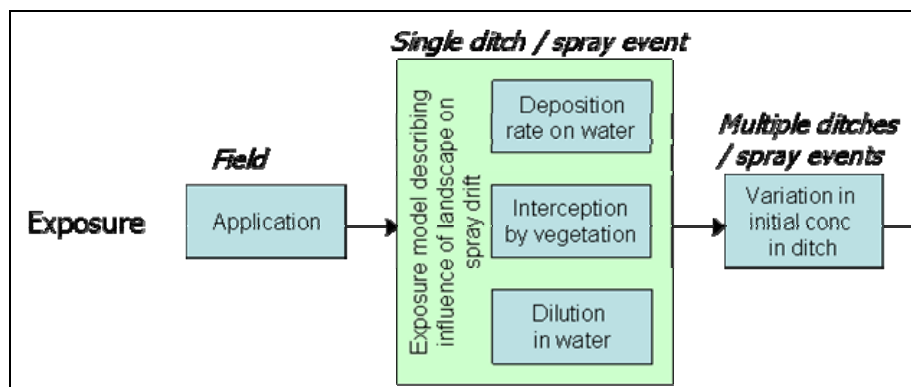 Single ditch / spray event
Exposure model describing
influence of landscape on
spray drift
Deposition
rate on water
Multiple ditches
/ spray events
Field
Exposure
Application
Interception
by vegetation
Variation in
initial conc
in ditch
Dilution
in water